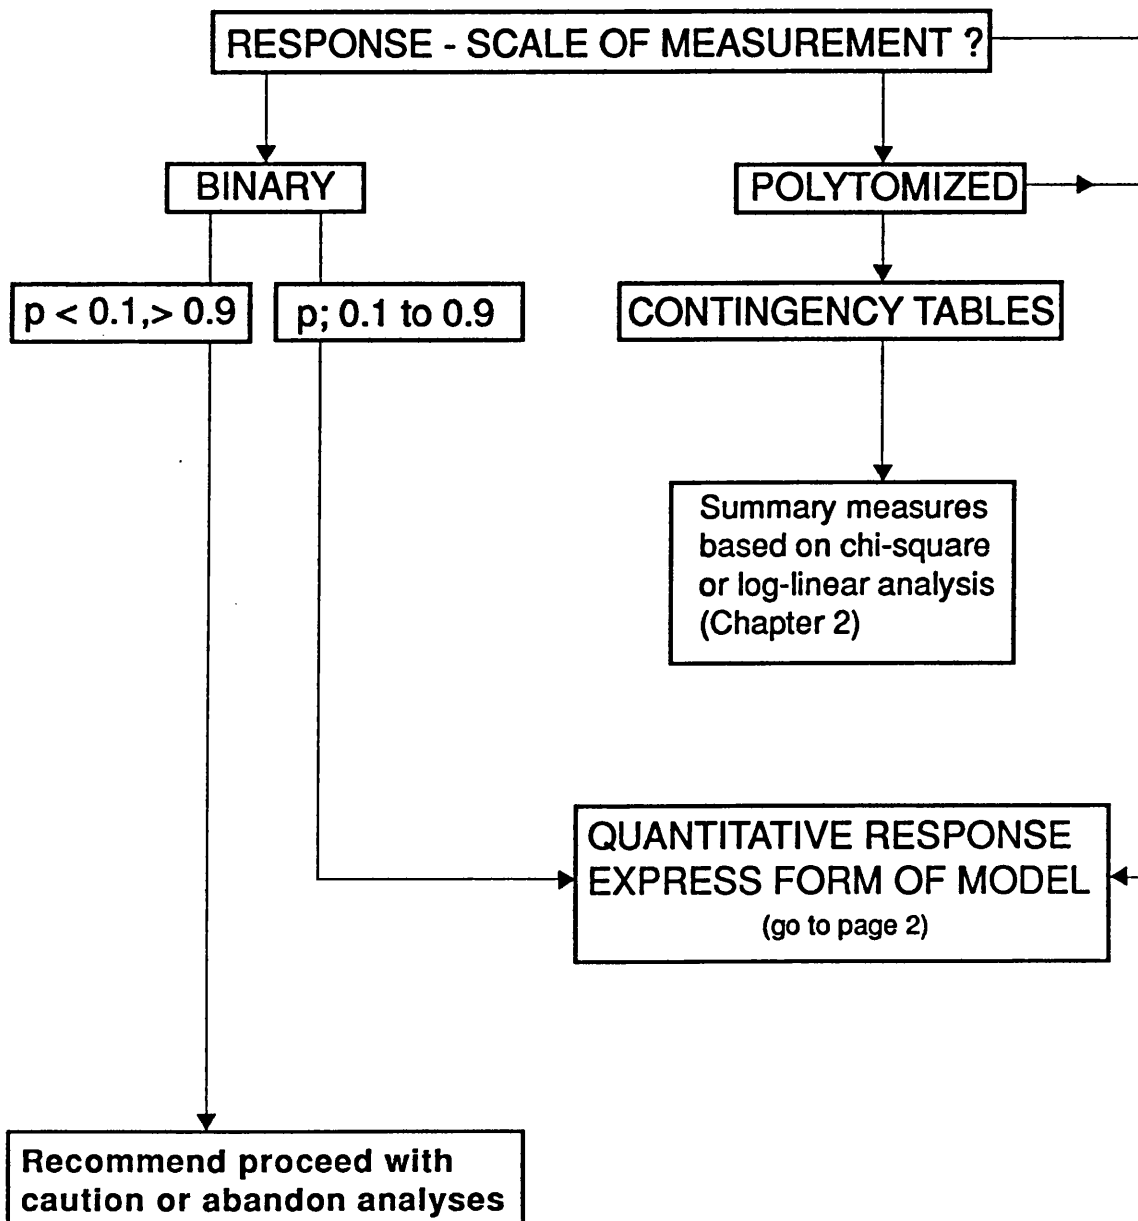 RESPONSE - SCALE OF MEASUREMENT ?
BINARY
POLYTOMIZED
p < 0.1,> 0.9
p; 0.1 to 0.9
CONTINGENCY TABLES
Summary measures
based on chi-square
or log-linear analysis
(Chapter 2)
QUANTITATIVE RESPONSE
EXPRESS FORM OF MODEL
(go to page 2)
Recommend proceed with
caution or abandon analyses